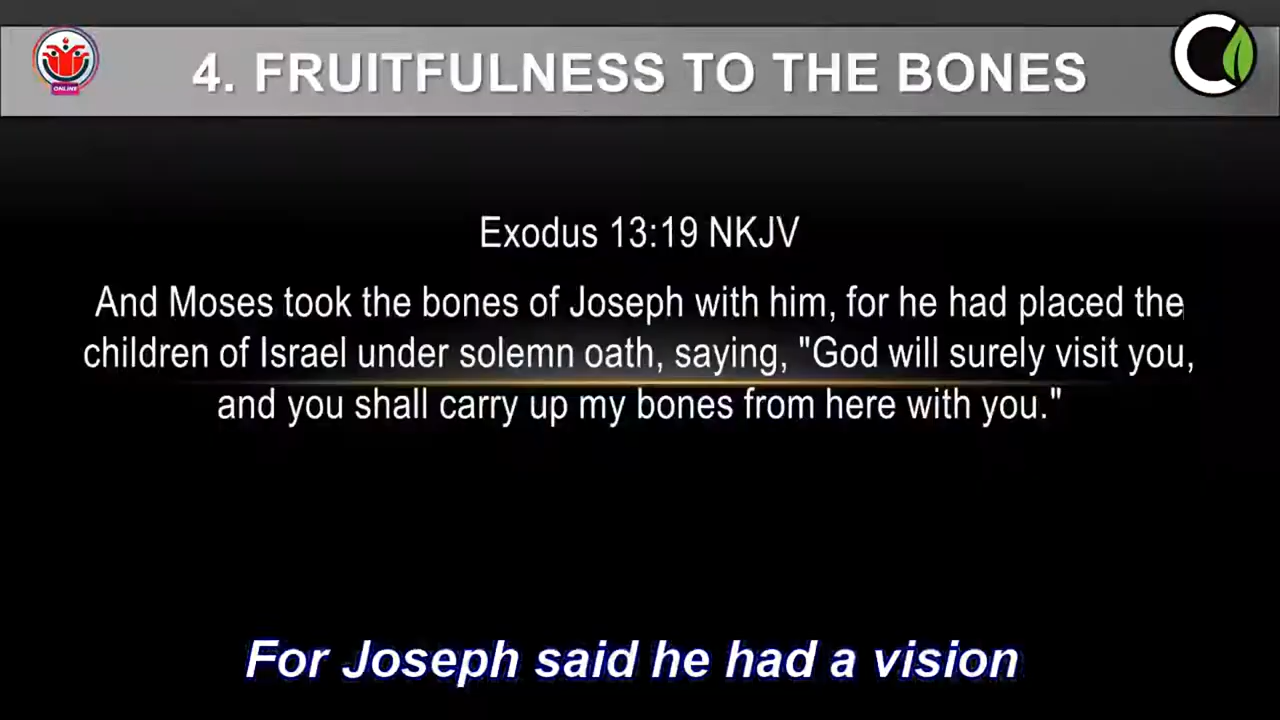 4. FRUITFULNESS TO THE BONES
ONLINE
Exodus 13:19 NKJV
And Moses took the bones of Joseph with him, for he had placed the
children of Israel under solemn oath, saying, "God will surely visit you,
and you shall carry up my bones from here with you."
For Joseph said he had a vision